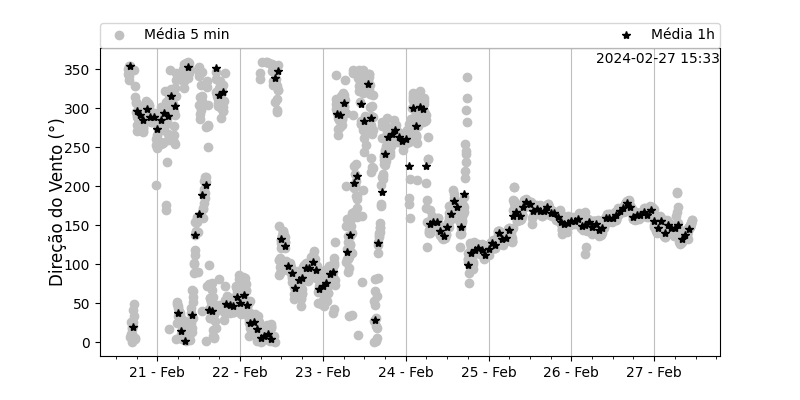 Média 5 min
Média 1h
2024-02-27 15:33
Direção do Vento (°)
350
300
250
200
150
100
50
0
21 - Feb
22 - Feb
23 - Feb
24 - Feb
25 - Feb
26 - Feb
27 - Feb